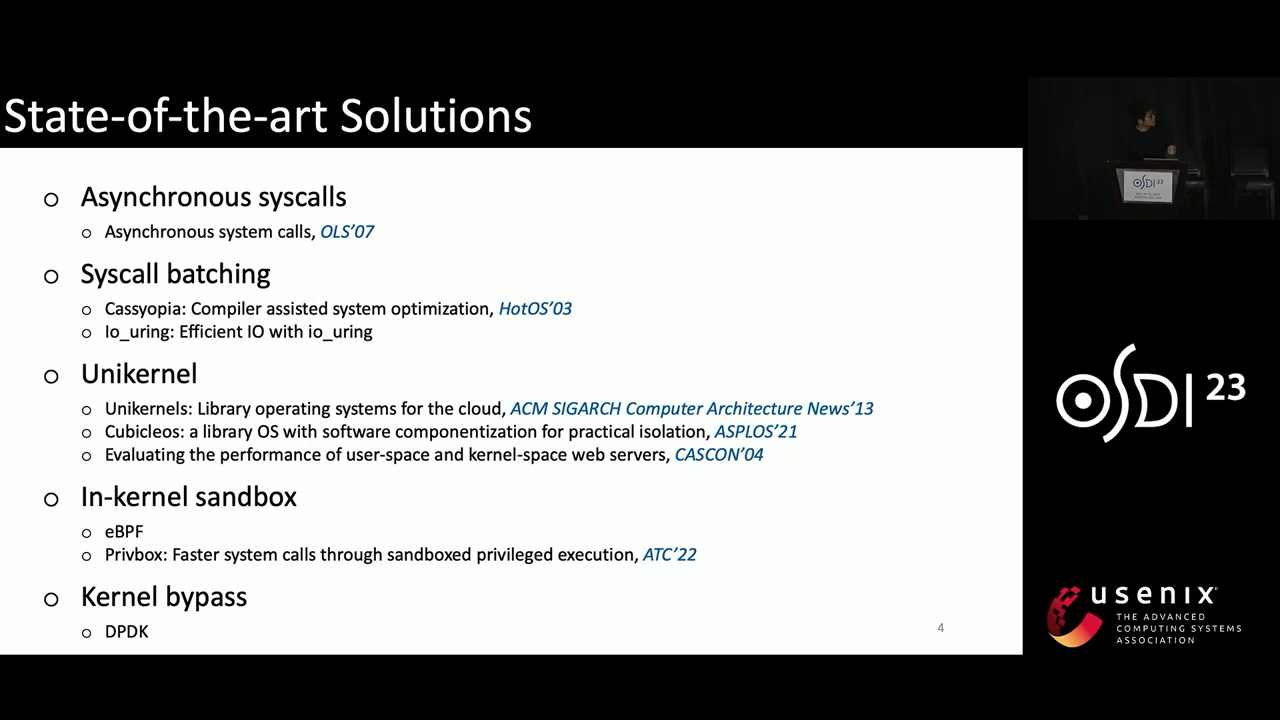 State-of-the-art Solutions
Asynchronous syscalls
Asynchronous system calls, OLS’07
Syscall batching
Cassyopia: Compiler assisted system optimization, HotOS’03
Io_uring: Efficient IO with io_uring
Unikernel
Unikernels: Library operating systems for the cloud, ACM SIGARCH Computer Architecture News’13
Cubicleos: a library OS with software componentization for practical isolation, ASPLOS’21
Evaluating the performance of user-space and kernel-space web servers, CASCON’04
In-kernel sandbox
eBPF
Privbox: Faster system calls through sandboxed privileged execution, ATC’22
Kernel bypass
DPDK
4
OSDI 23
OSDI 23
usenix
THE ADVANCED
COMPUTING SYSTEMS
ASSOCIATION